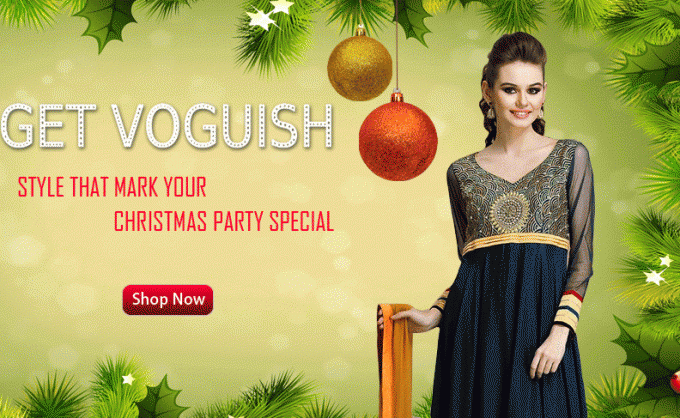 GET VOGUISH
STYLE THAT MARK YOUR
CHRISTMAS PARTY SPECIAL
Shop Now